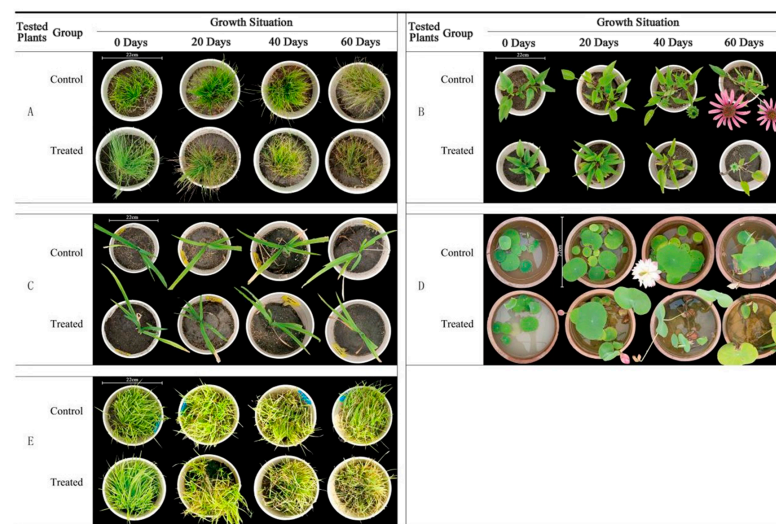 Tested Plants Group Growth Situation
0 Days 20 Days 40 Days 60 Days
A
Control
22cm
Treated
Tested Plants Group Growth Situation
0 Days 20 Days 40 Days 60 Days
B
Control
22cm
Treated
C
Control
22cm
Treated
D
Control
Treated
E
Control
22cm
Treated